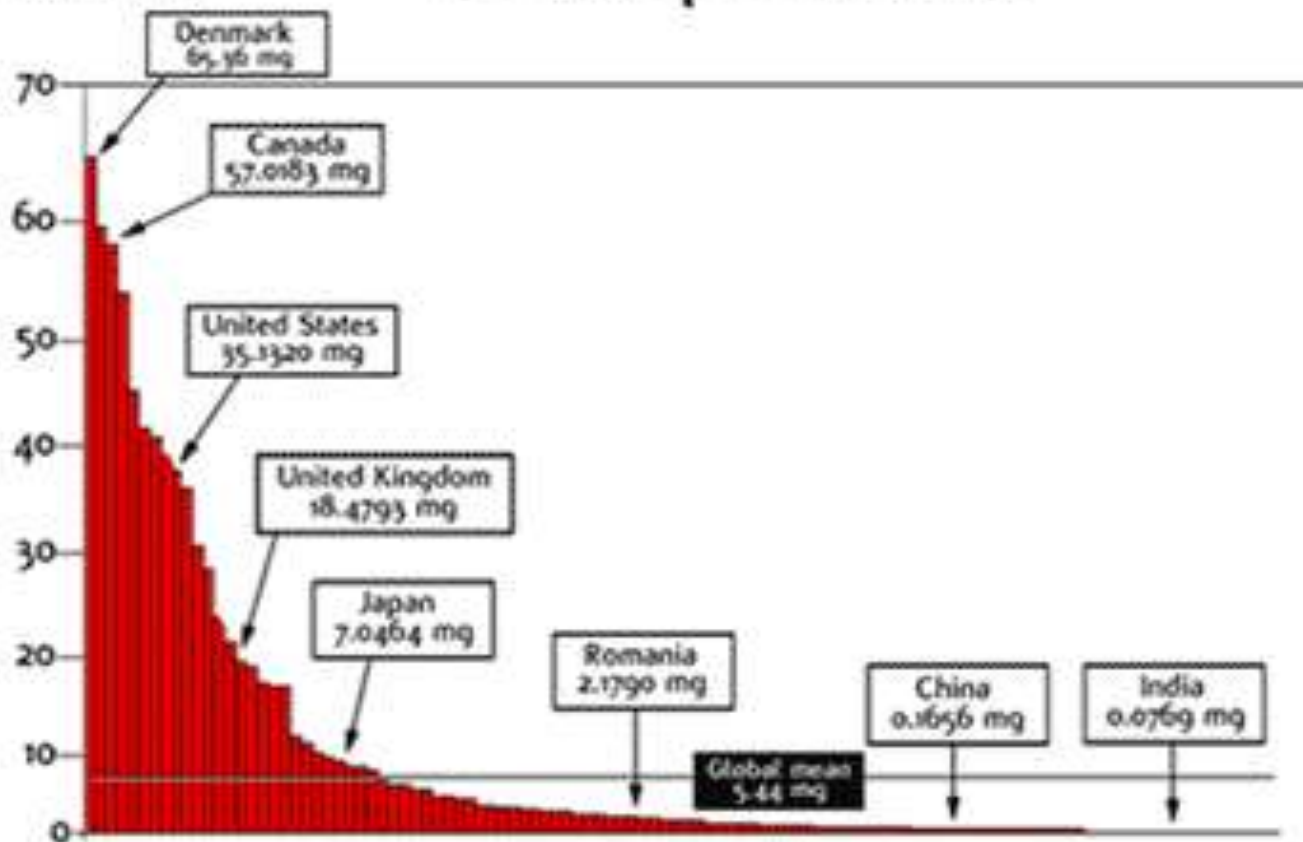 Denmark
65.36 mg
70
Canada
57.0183 mg
60
United States
35.1320 mg
50
40
United Kingdom
18.4793 mg
30
Japan
7.0464 mg
20
Romania
2.1790 mg
China
0.1656 mg
India
0.0769 mg
10
Global mean
5.44 mg
0